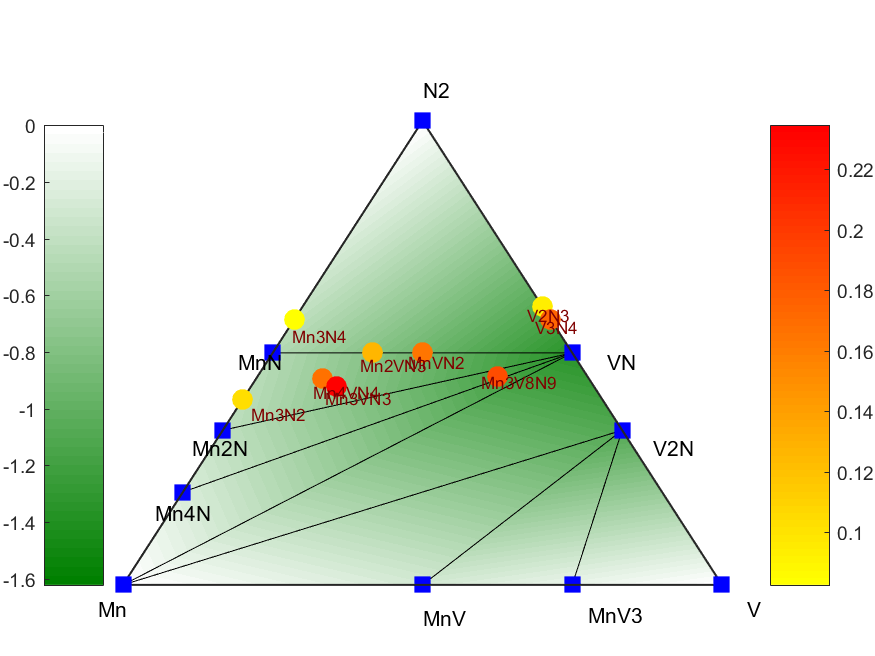 N2
0
-0.2
-0.4
-0.6
-0.8
-1
-1.2
-1.4
-1.6
0.22
0.2
0.18
0.16
0.14
0.12
0.1
V2N3
V3N4
Mn3N4
MnN
Mn2VN3
MnVN2
VN
Mn3V8N9
Mn4VN4
Mn3VN3
Mn3N2
Mn2N
V2N
Mn4N
Mn
MnV
MnV3
V